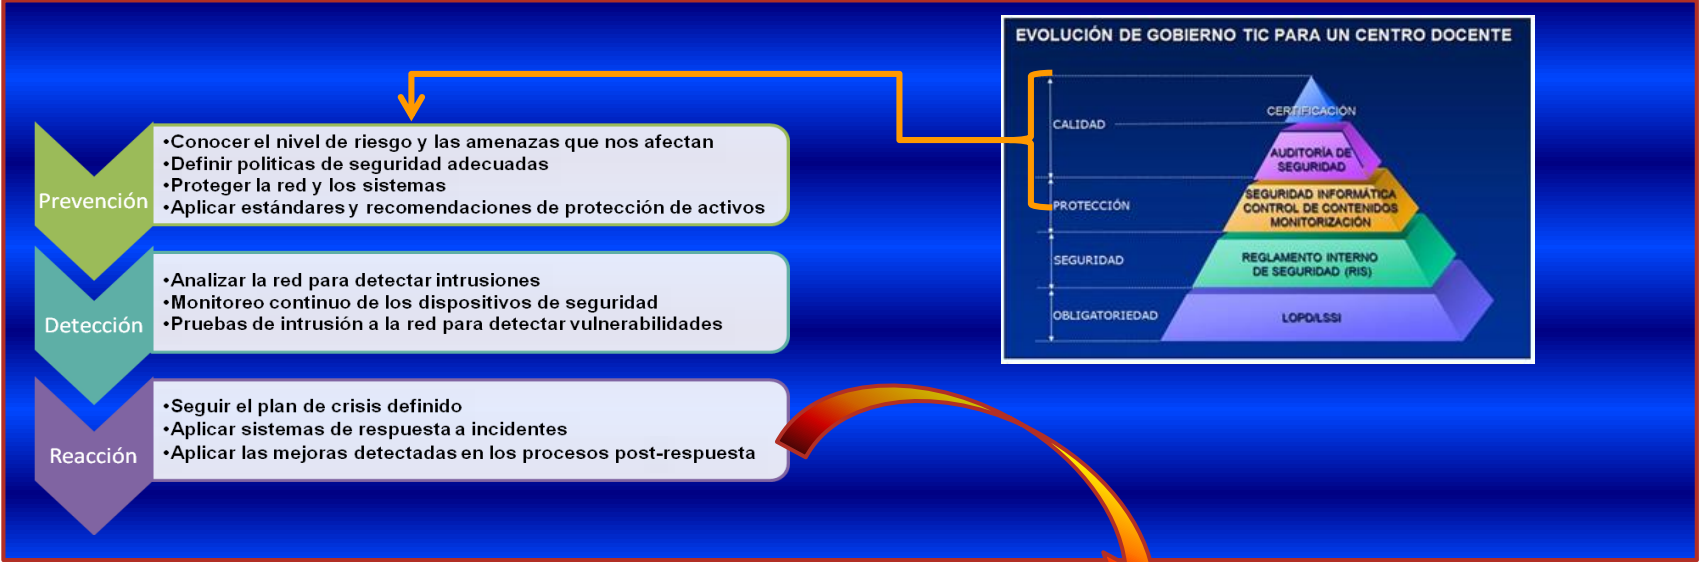 Prevención
•Conocer el nivel de riesgo y las amenazas que nos afectan
•Definir politicas de seguridad adecuadas
•Proteger la red y los sistemas
•Aplicar estándares y recomendaciones de protección de activos
Detección
•Analizar la red para detectar intrusiones
•Monitoreo continuo de los dispositivos de seguridad
•Pruebas de intrusión a la red para detectar vulnerabilidades
Reacción
•Seguir el plan de crisis definido
•Aplicar sistemas de respuesta a incidentes
•Aplicar las mejoras detectadas en los procesos post-respuesta
EVOLUCIÓN DE GOBIERNO TIC PARA UN CENTRO DOCENTE
CALIDAD
CERTIFICACIÓN
AUDITORÍA DE
SEGURIDAD
PROTECCIÓN
SEGURIDAD INFORMÁTICA
CONTROL DE CONTENIDOS
MONITORIZACIÓN
SEGURIDAD
REGLAMENTO INTERNO
DE SEGURIDAD (RIS)
OBLIGATORIEDAD
LOPD/LSSI